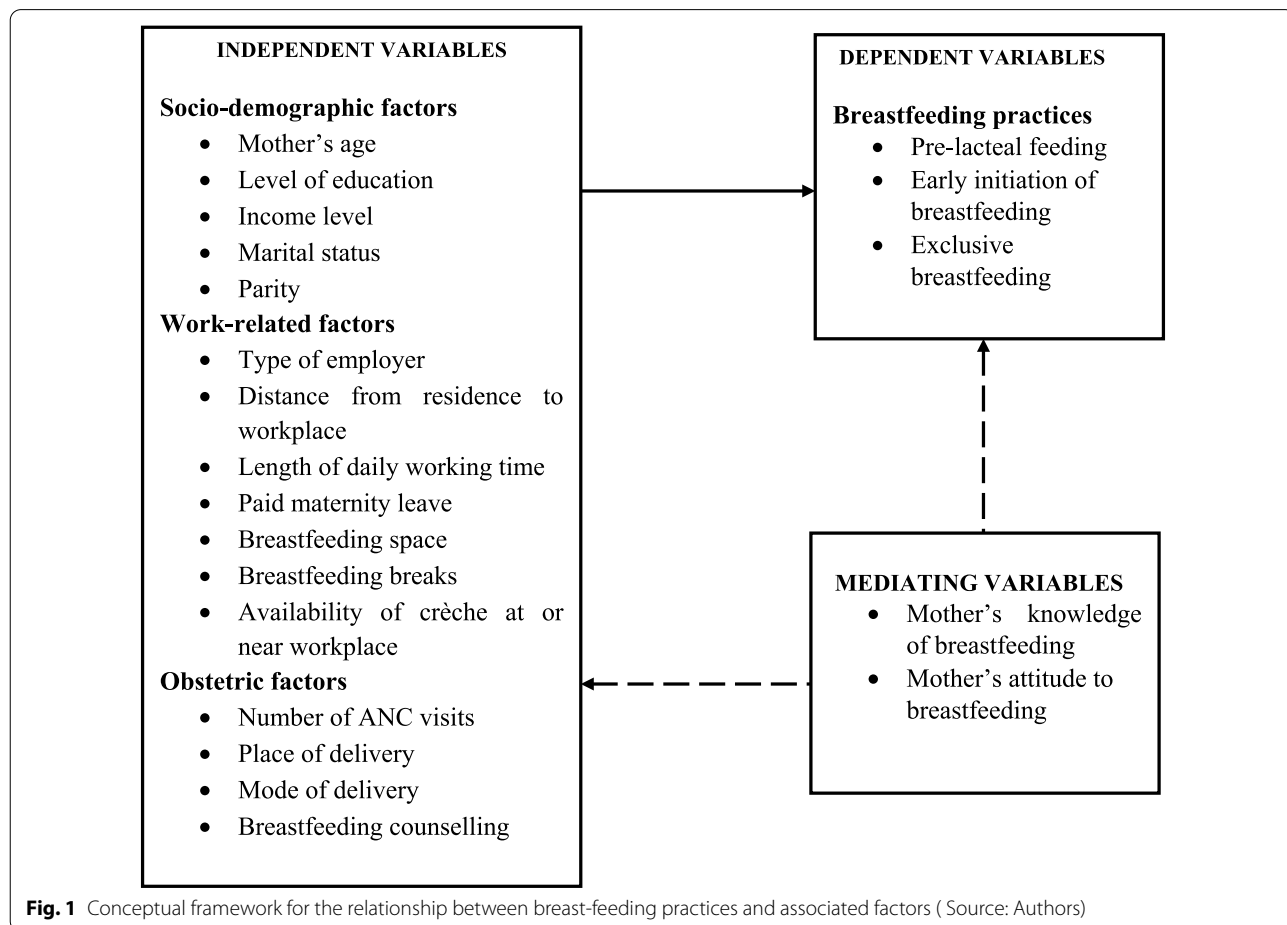 INDEPENDENT VARIABLES
Socio-demographic factors
• Mother's age
• Level of education
• Income level
• Marital status
• Parity
Work-related factors
• Type of employer
• Distance from residence to
workplace
• Length of daily working time
• Paid maternity leave
• Breastfeeding space
• Breastfeeding breaks
• Availability of crèche at or
near workplace
Obstetric factors
• Number of ANC visits
• Place of delivery
• Mode of delivery
• Breastfeeding counselling
DEPENDENT VARIABLES
Breastfeeding practices
• Pre-lacteal feeding
• Early initiation of
breastfeeding
• Exclusive
breastfeeding
MEDIATING VARIABLES
• Mother's knowledge
of breastfeeding
• Mother's attitude to
breastfeeding
Fig. 1 Conceptual framework for the relationship between breast-feeding practices and associated factors ( Source: Authors)